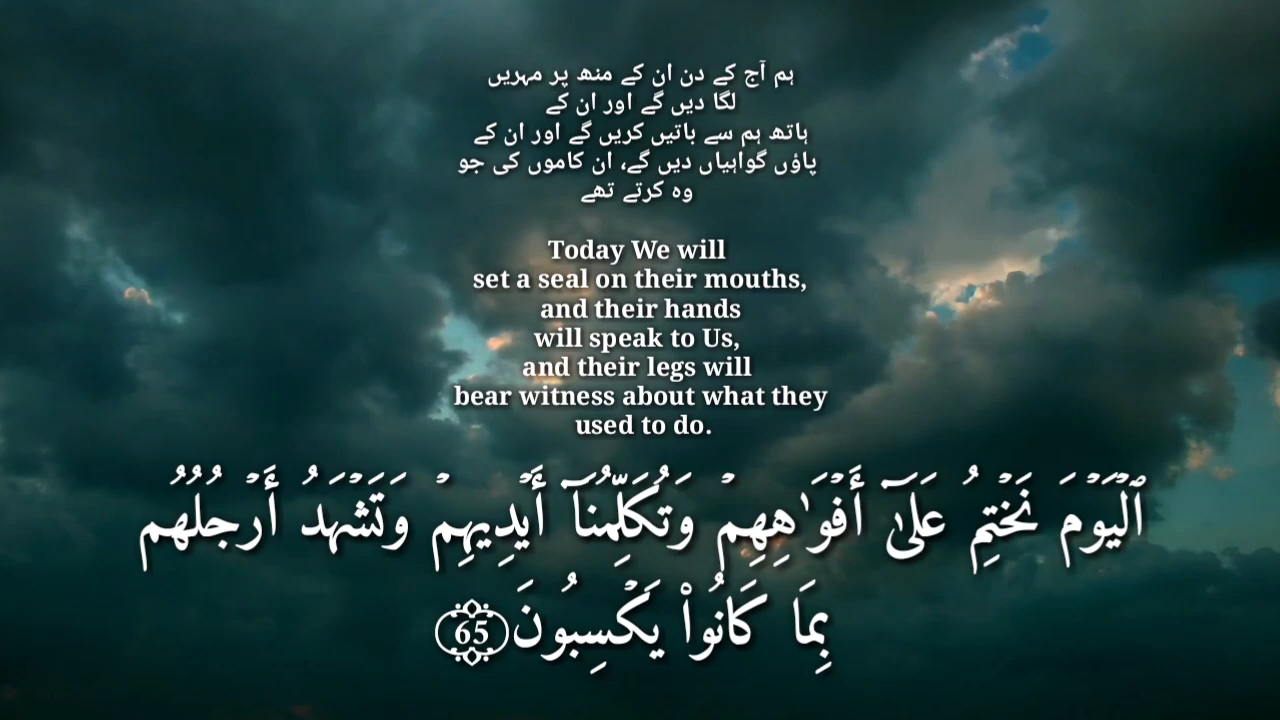 ہم آج کے دن ان کے منھ پر مہریں
لگا دیں گے اور ان کے
ہاتھ ہم سے باتیں کریں گے اور ان کے
پاؤں گواہیاں دیں گے، ان کاموں کی جو
وہ کرتے تھے
Today We will
set a seal on their mouths,
and their hands
will speak to Us,
and their legs will
bear witness about what they
used to do.
ٱلۡيَوۡمَ نَخۡتِمُ عَلَىٰٓ أَفۡوَٰهِهِمۡ وَتُكَلِّمُنَآ أَيۡدِيهِمۡ وَتَشۡهَدُ أَرۡجُلُهُم
بِمَا كَانُواْ يَكۡسِبُونَ 65